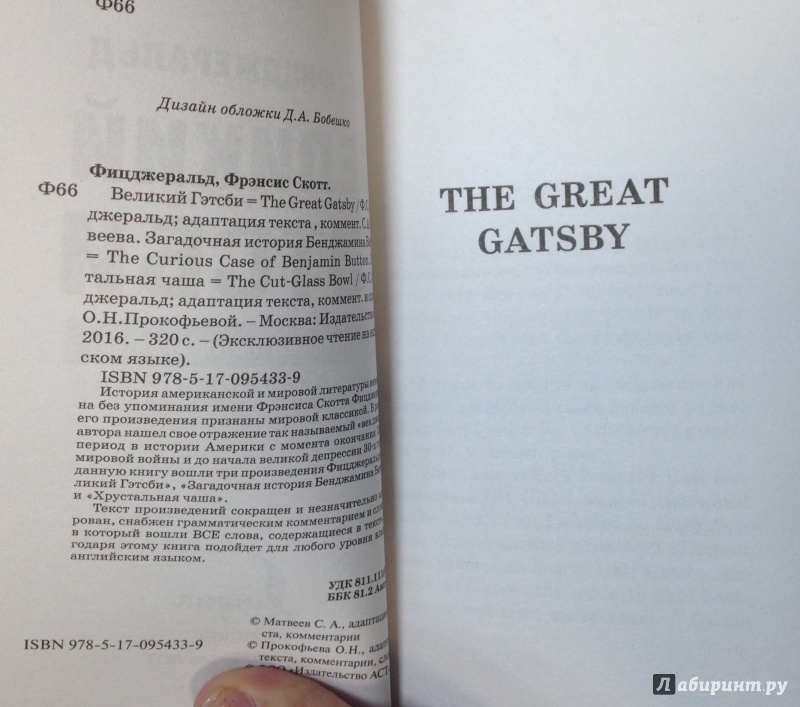 Ф66
Дизайн обложки Д.А. Бобешко
Фицджеральд, Фрэнсис Скотт.
Ф66
Великий Гэтсби = The Great Gatsby / Ф.С.
джеральд; адаптация текста, коммент. С.А.
веева. Загадочная история Бенджамина
= The Curious Case of Benjamin Button.
тальная чаша = The Cut-Glass Bowl / Ф.С.
джеральд; адаптация текста, коммент. и
О.Н.Прокофьевой. – Москва: Издательство
2016. – 320 с. – (Эксклюзивное чтение на
ском языке).
ISBN 978-5-17-095433-9
История американской и мировой литературы
на без упоминания имени Фрэнсиса Скотта
его произведения признаны мировой классикой. В
автора нашел свое отражение так называемый
период в истории Америки с момента окончания
мировой войны и до начала великой депрессии
данную книгу вошли три произведения
ликий Гэтсби», «Загадочная история Бенджамина
и «Хрустальная чаша».
Текст произведений сокращен и незначительно
рован, снабжен грамматическим комментарием и
в который вошли ВСЕ слова, содержащиеся в
годаря этому книга подойдет для любого уровня
английским языком.
УДК
ББК 81.2
© Матвеев С. А.,
ста, комментарии
© Прокофьева О.Н.,
текста, комментарии,
© ООО «Издательство АСТ
ISBN 978-5-17-095433-9
THE GREAT
GATSBY
Лабиринт.ру